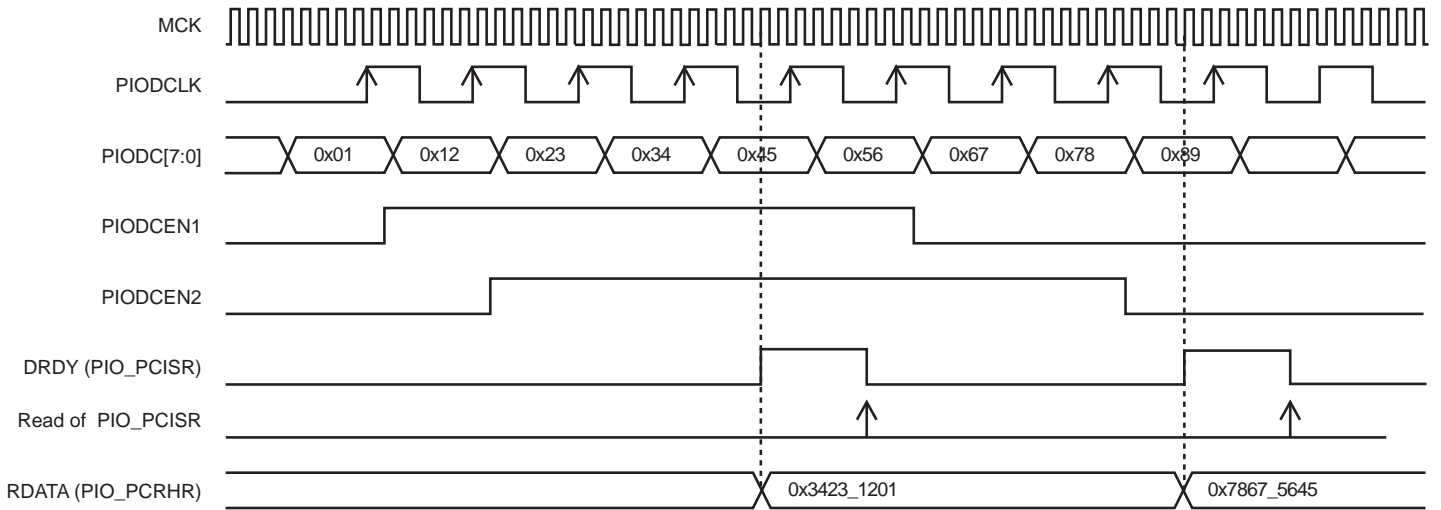 MCK
PIODCLK
PIODC[7:0] 0x01 0x12 0x23 0x34 0x45 0x56 0x67 0x78 0x89
PIODCEN1
PIODCEN2
DRDY (PIO_PCISR)
Read of PIO_PCISR
RDATA (PIO_PCRHR) 0x3423_1201 0x7867_5645